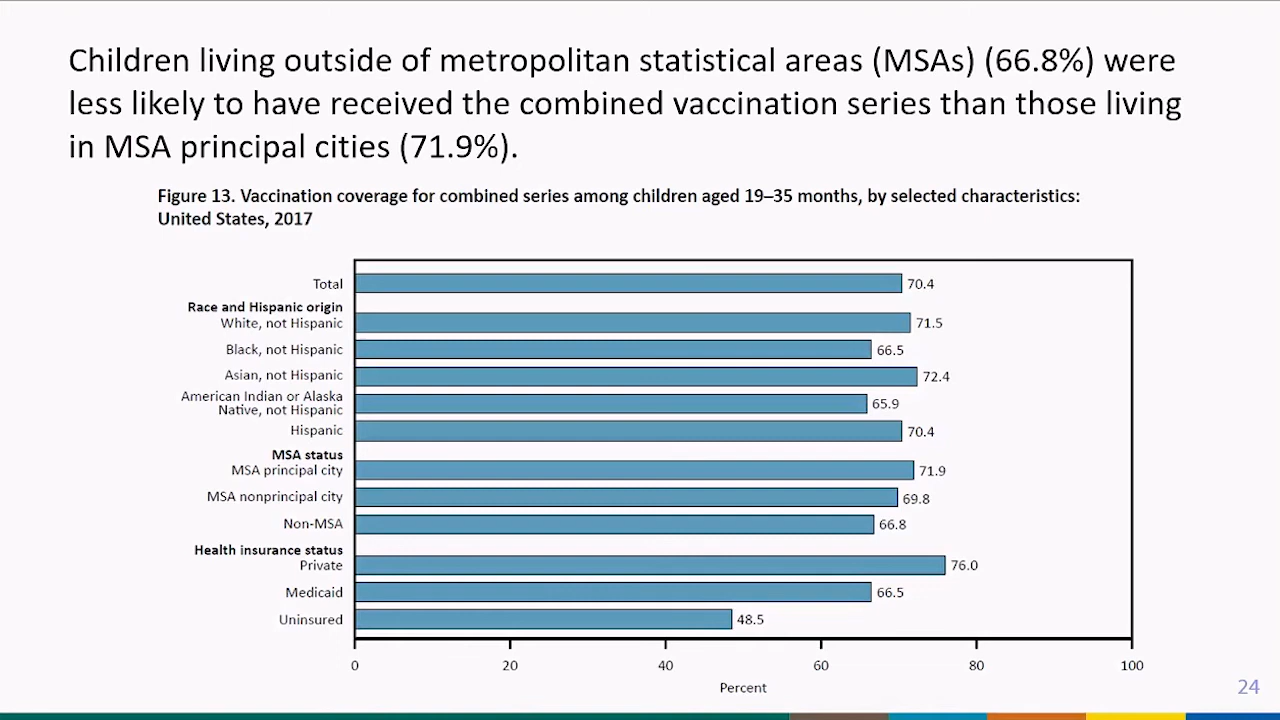 Children living outside of metropolitan statistical areas (MSAs) (66.8%) were
less likely to have received the combined vaccination series than those living
in MSA principal cities (71.9%).
Figure 13. Vaccination coverage for combined series among children aged 19–35 months, by selected characteristics:
United States, 2017
Total 70.4
Race and Hispanic origin
White, not Hispanic 71.5
Black, not Hispanic 66.5
Asian, not Hispanic 72.4
American Indian or Alaska
Native, not Hispanic 65.9
Hispanic 70.4
MSA status
MSA principal city 71.9
MSA nonprincipal city 69.8
Non-MSA 66.8
Health insurance status
Private 76.0
Medicaid 66.5
Uninsured 48.5
0 20 40 60 80 100
Percent
24